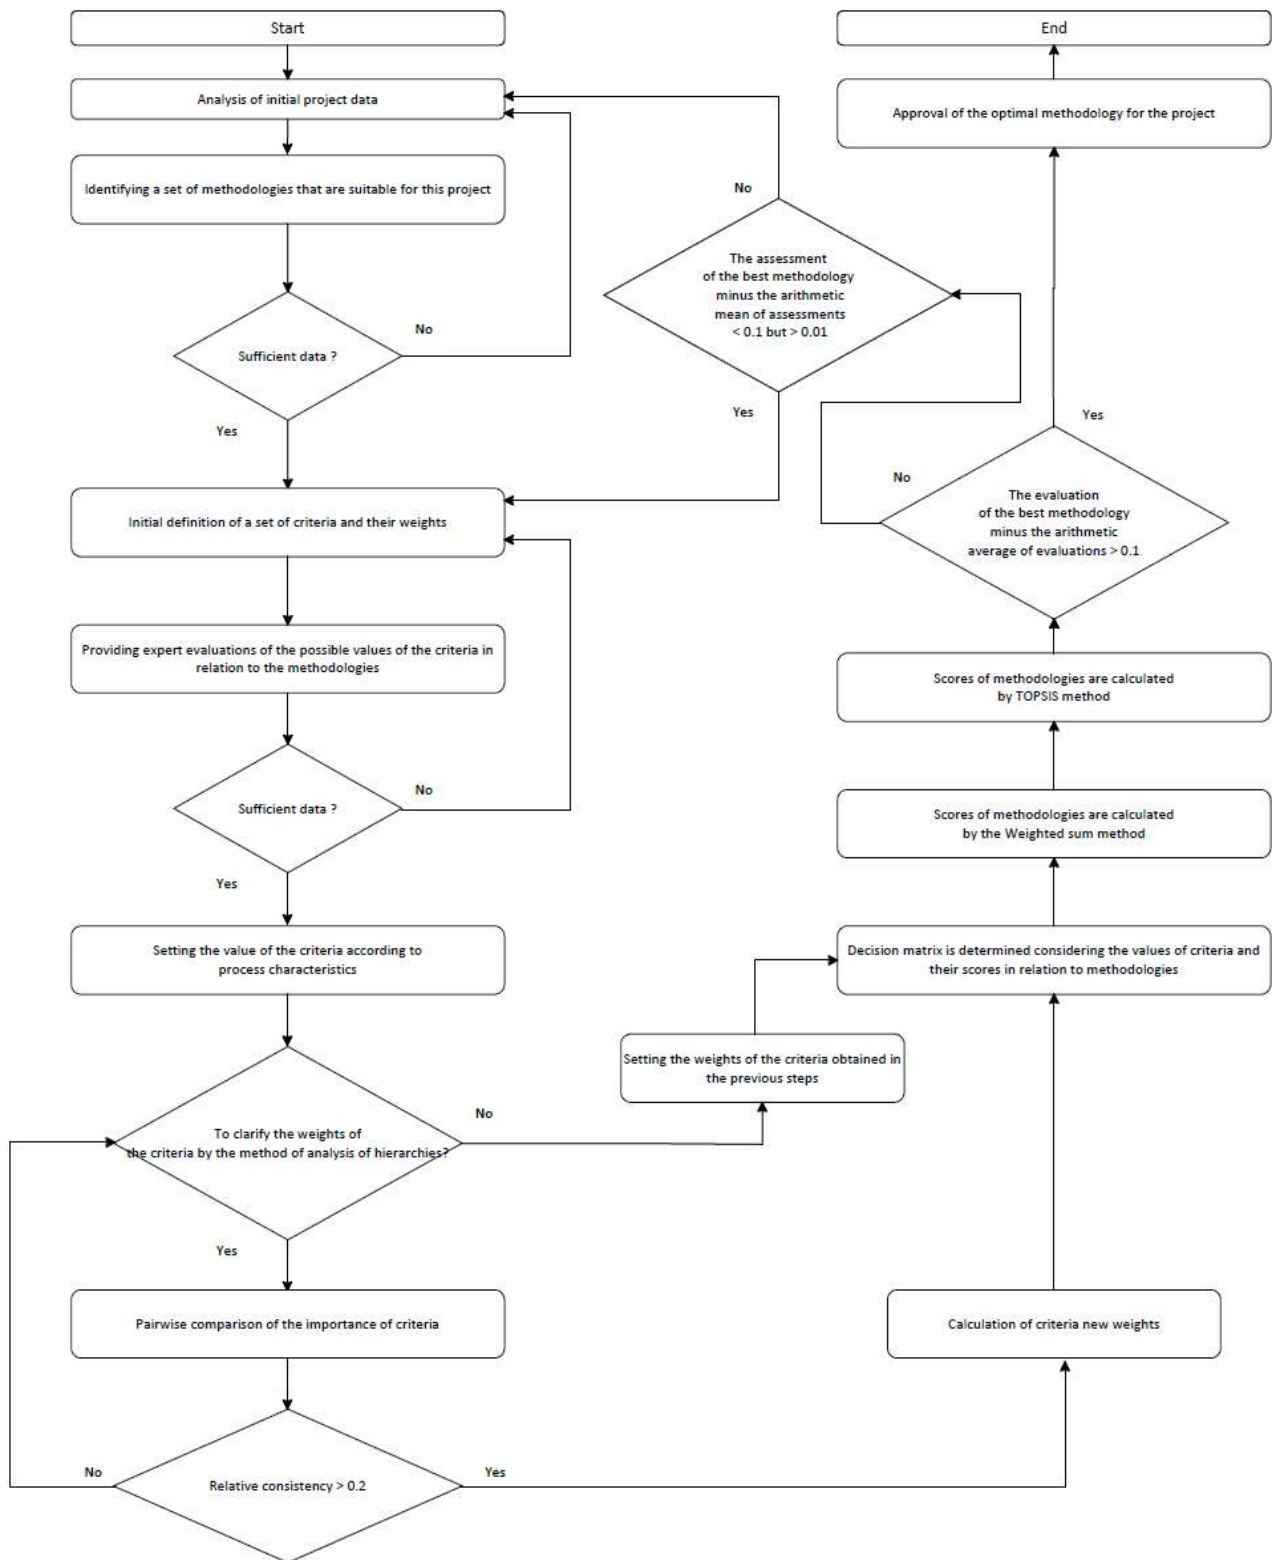 Start
Analysis of initial project data
Identifying a set of methodologies that are suitable for this project
Sufficient data ?
No
Yes
Initial definition of a set of criteria and their weights
Providing expert evaluations of the possible values of the criteria in
relation to the methodologies
Sufficient data ?
No
Yes
Setting the value of the criteria according to
process characteristics
To clarify the weights of
the criteria by the method of analysis of hierarchies?
No
Yes
Pairwise comparison of the importance of criteria
Relative consistency > 0.2
No
Yes
Setting the weights of the criteria obtained in
the previous steps
Calculation of criteria new weights
Decision matrix is determined considering the values of criteria and
their scores in relation to methodologies
Scores of methodologies are calculated
by the Weighted sum method
Scores of methodologies are calculated
by TOPSIS method
The evaluation
of the best methodology
minus the arithmetic
average of evaluations > 0.1
No
Yes
The assessment
of the best methodology
minus the arithmetic
mean of assessments
< 0.1 but > 0.01
No
Yes
Approval of the optimal methodology for the project
End